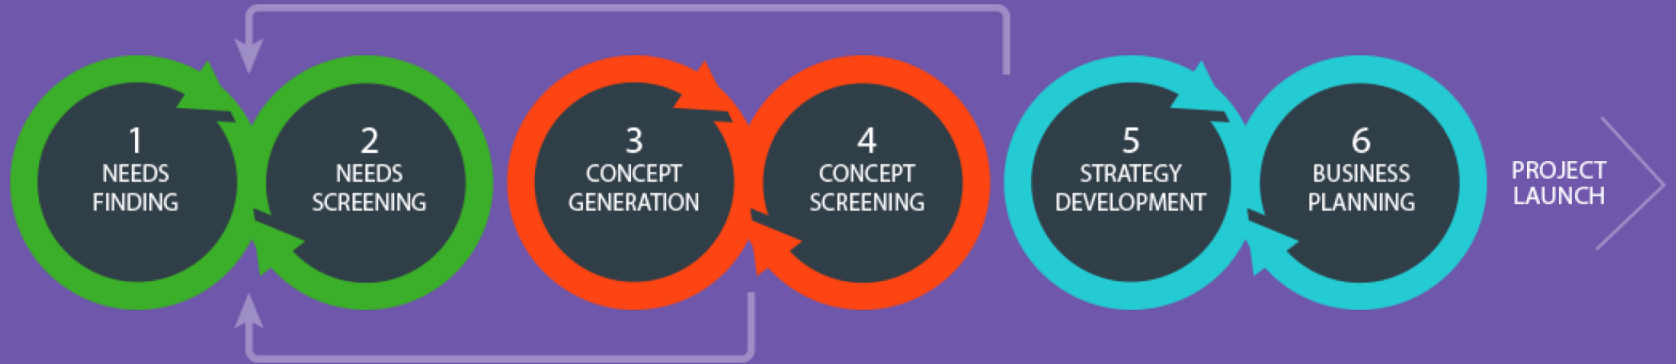 1
NEEDS
FINDING
2
NEEDS
SCREENING
3
CONCEPT
GENERATION
4
CONCEPT
SCREENING
5
STRATEGY
DEVELOPMENT
6
BUSINESS
PLANNING
PROJECT
LAUNCH